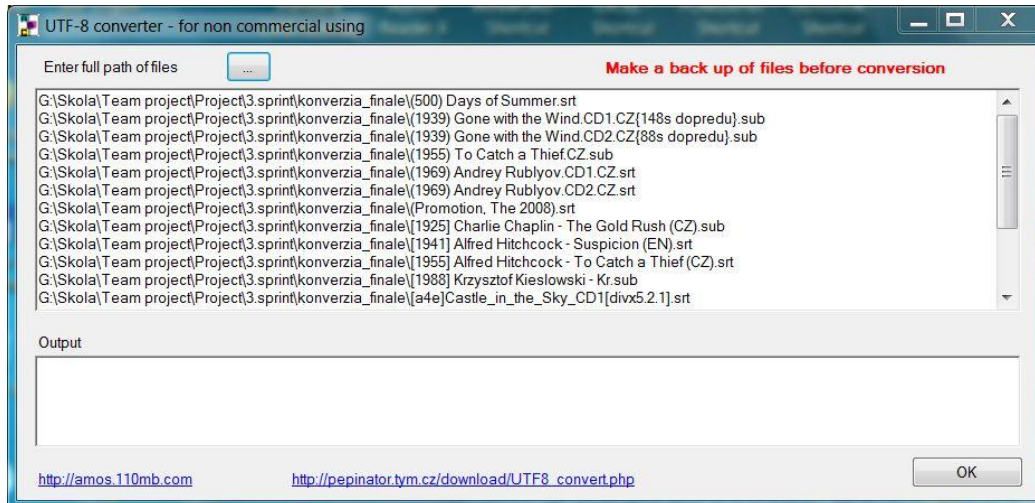 UTF-8 converter - for non commercial using
Enter full path of files
...
Make a back up of files before conversion
G:\Skola\Team project\Project\3.sprint\konverzia_finale\(500) Days of Summer.srt
G:\Skola\Team project\Project\3.sprint\konverzia_finale\(1939) Gone with the Wind.CD1.CZ{148s dopredu}.sub
G:\Skola\Team project\Project\3.sprint\konverzia_finale\(1939) Gone with the Wind.CD2.CZ{88s dopredu}.sub
G:\Skola\Team project\Project\3.sprint\konverzia_finale\(1955) To Catch a Thief.CZ.sub
G:\Skola\Team project\Project\3.sprint\konverzia_finale\(1969) Andrey Rublyov.CD1.CZ.srt
G:\Skola\Team project\Project\3.sprint\konverzia_finale\(1969) Andrey Rublyov.CD2.CZ.srt
G:\Skola\Team project\Project\3.sprint\konverzia_finale\(Promotion, The 2008).srt
G:\Skola\Team project\Project\3.sprint\konverzia_finale\[1925] Charlie Chaplin - The Gold Rush (CZ).sub
G:\Skola\Team project\Project\3.sprint\konverzia_finale\[1941] Alfred Hitchcock - Suspicion (EN).srt
G:\Skola\Team project\Project\3.sprint\konverzia_finale\[1955] Alfred Hitchcock - To Catch a Thief (CZ).srt
G:\Skola\Team project\Project\3.sprint\konverzia_finale\[1988] Krzysztof Kieslowski - Kr.sub
G:\Skola\Team project\Project\3.sprint\konverzia_finale\[a4e]Castle_in_the_Sky_CD1[divx5.2.1].srt
Output
http://amos.110mb.com
http://pepinator.tym.cz/download/UTF8_convert.php
OK